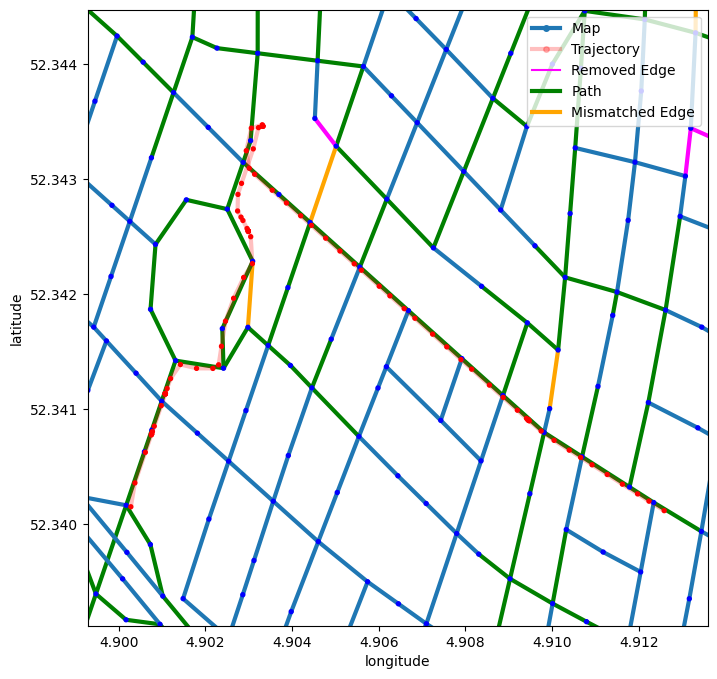 Map
Trajectory
Removed Edge
Path
Mismatched Edge
52.344
52.343
52.342
52.341
52.340
latitude
4.900 4.902 4.904 4.906 4.908 4.910 4.912
longitude